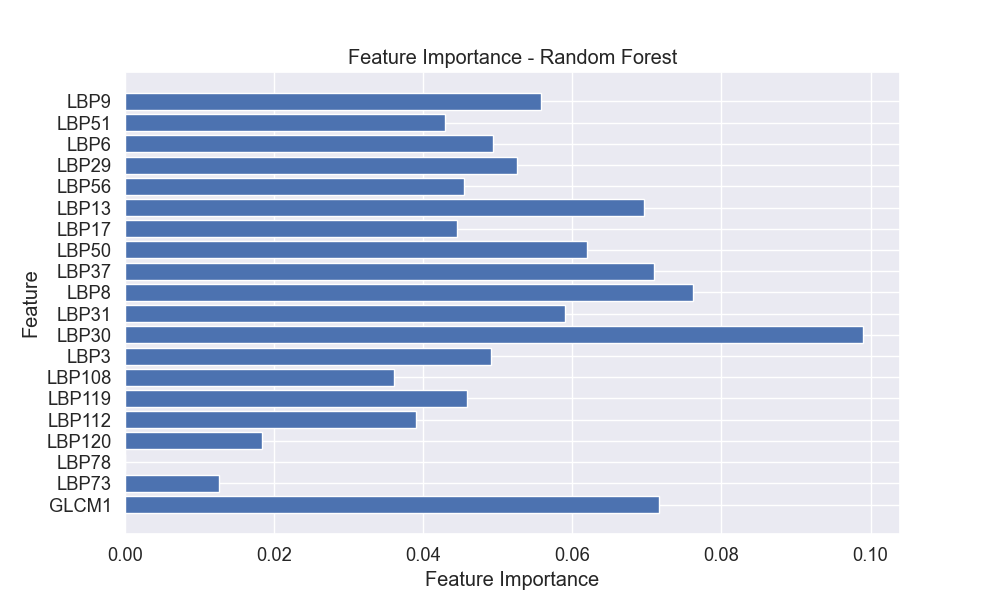 Feature Importance - Random Forest
LBP9
LBP51
LBP6
LBP29
LBP56
LBP13
LBP17
LBP50
LBP37
LBP8
LBP31
LBP30
LBP3
LBP108
LBP119
LBP112
LBP120
LBP78
LBP73
GLCM1
Feature
0.00 0.02 0.04 0.06 0.08 0.10
Feature Importance